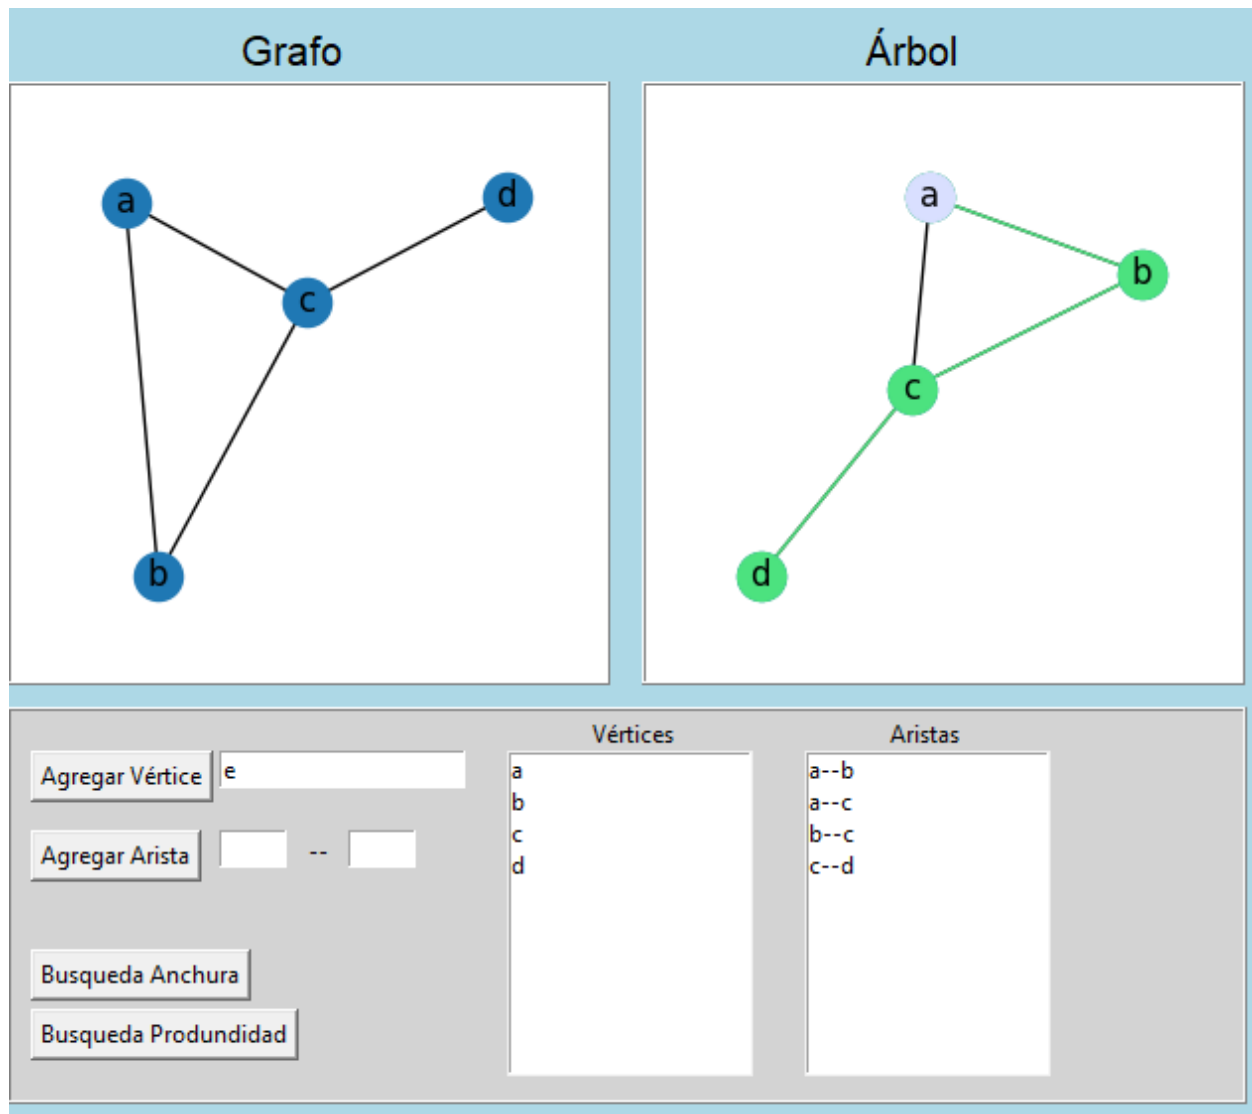 Grafo
Árbol
a
d
c
b
a
b
c
d
Vértices
Aristas
Agregar Vértice
e
Agregar Arista
--
Busqueda Anchura
Busqueda Produndidad
a
b
c
d
a--b
a--c
b--c
c--d